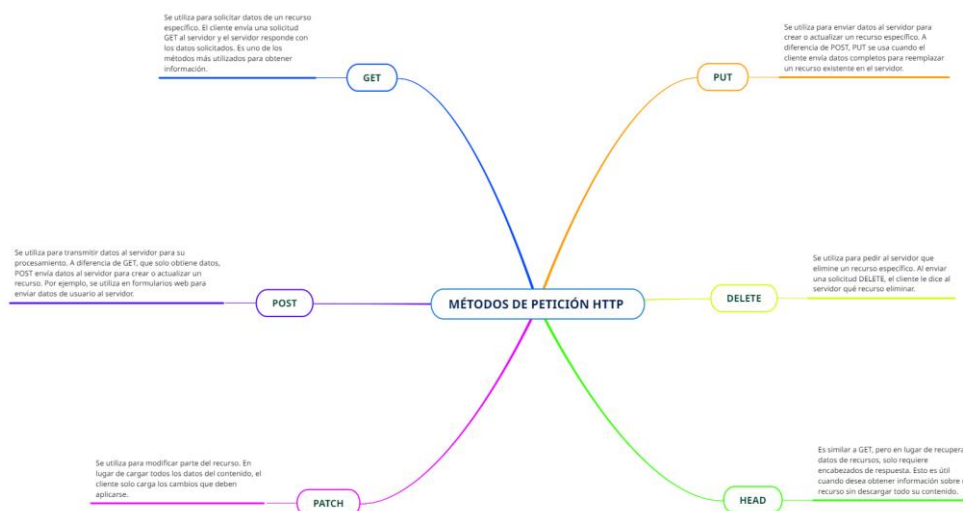 Se utiliza para solicitar datos de un recurso
específico. El cliente envía una solicitud
GET al servidor y el servidor responde con
los datos solicitados. Es uno de los
métodos más utilizados para obtener
información.
GET
Se utiliza para enviar datos al servidor para
crear o actualizar un recurso específico. A
diferencia de POST, PUT se usa cuando el
cliente envía datos completos para reemplazar
un recurso existente en el servidor.
PUT
Se utiliza para transmitir datos al servidor para su
procesamiento. A diferencia de GET, que solo obtiene datos,
POST envía datos al servidor para crear o actualizar un
recurso. Por ejemplo, se utiliza en formularios web para
enviar datos de usuario al servidor.
POST
MÉTODOS DE PETICIÓN HTTP
Se utiliza para pedir al servidor que
elimine un recurso específico. Al enviar
una solicitud DELETE, el cliente le dice al
servidor qué recurso eliminar.
DELETE
Se utiliza para modificar parte del recurso. En
lugar de cargar todos los datos del contenido, el
cliente solo carga los cambios que deben
aplicarse.
PATCH
Es similar a GET, pero en lugar de recupera
datos de recursos, solo requiere
encabezados de respuesta. Esto es útil
cuando desea obtener información sobre
recurso sin descargar todo su contenido.
HEAD